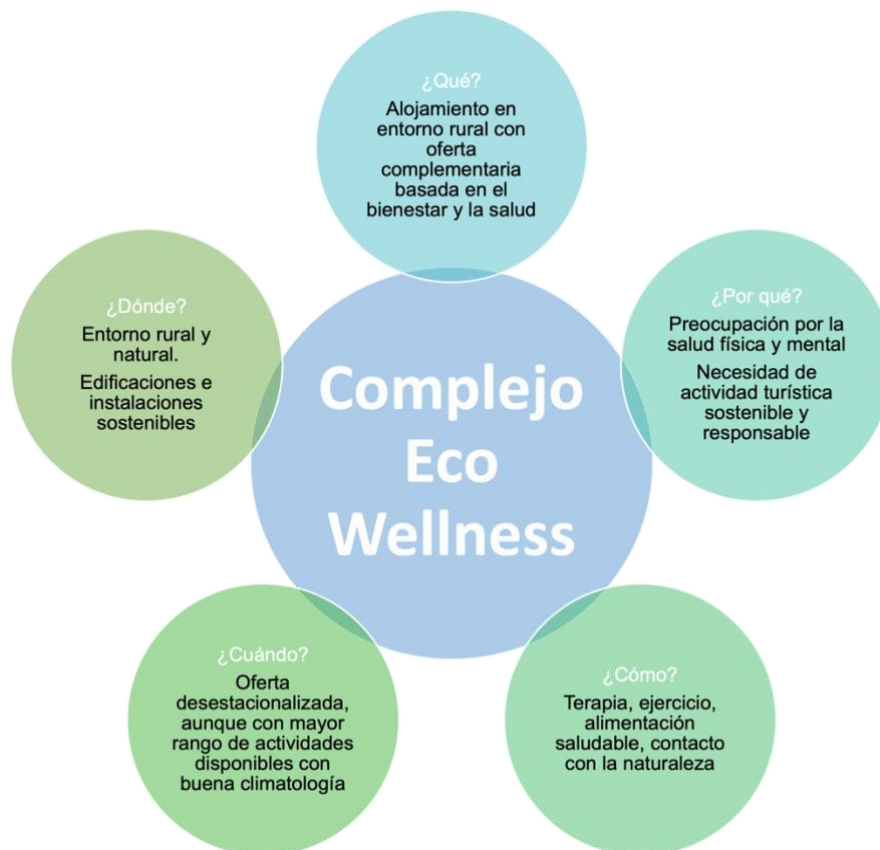 ¿Qué?
Alojamiento en
entorno rural con
oferta
complementaria
basada en el
bienestar y la salud
¿Por qué?
Preocupación por la
salud física y mental
Necesidad de
actividad turística
sostenible y
responsable
¿Cómo?
Terapia, ejercicio,
alimentación
saludable, contacto
con la naturaleza
¿Cuándo?
Oferta
desestacionalizada,
aunque con mayor
rango de actividades
disponibles con
buena climatología
¿Dónde?
Entorno rural y
natural.
Edificaciones e
instalaciones
sostenibles
Complejo
Eco
Wellness